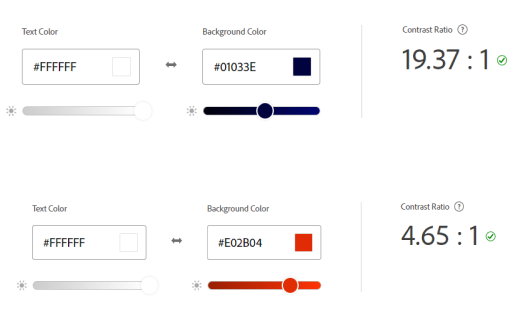 Text Color
Background Color
Contrast Ratio ?
#FFFFFF
#01033E
19.37 : 1
Text Color
Background Color
Contrast Ratio ?
#FFFFFF
#E02B04
4.65 : 1